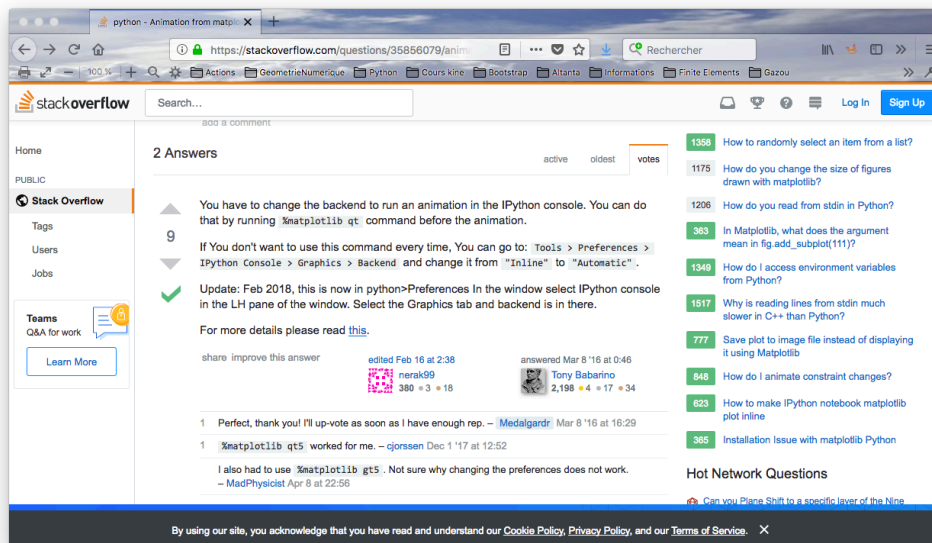 python - Animation from matpl
https://stackoverflow.com/questions/35856079/anim
Rechercher
100 %
Actions
GeometrieNumerique
Python
Cours kine
Bootstrap
Altanta
Informations
Finite Elements
Gazou
stackoverflow
Search...
Log In
Sign Up
Home
PUBLIC
Stack Overflow
Tags
Users
Jobs
Teams
Q&A for work
Learn More
add a comment
2 Answers
active
oldest
votes
9
You have to change the backend to run an animation in the IPython console. You can do
that by running %matplotlib qt command before the animation.
If You don't want to use this command every time, You can go to: Tools > Preferences >
IPython Console > Graphics > Backend and change it from "Inline" to "Automatic".
Update: Feb 2018, this is now in python>Preferences In the window select IPython console
in the LH pane of the window. Select the Graphics tab and backend is in there.
For more details please read this.
share improve this answer
edited Feb 16 at 2:38
nerak99
380 3 18
answered Mar 8 '16 at 0:46
Tony Babarino
2,198 4 17 34
1 Perfect, thank you! I'll up-vote as soon as I have enough rep. – Medalgardr Mar 8 '16 at 16:29
1 %matplotlib qt5 worked for me. – cjorssen Dec 1 '17 at 12:52
I also had to use %matplotlib gt5 . Not sure why changing the preferences does not work.
– MadPhysicist Apr 8 at 22:56
1358 How to randomly select an item from a list?
1175 How do you change the size of figures
drawn with matplotlib?
1206 How do you read from stdin in Python?
363 In Matplotlib, what does the argument
mean in fig.add_subplot(111)?
1349 How do I access environment variables
from Python?
1517 Why is reading lines from stdin much
slower in C++ than Python?
777 Save plot to image file instead of displaying
it using Matplotlib
848 How do I animate constraint changes?
623 How to make IPython notebook matplotlib
plot inline
365 Installation Issue with matplotlib Python
Hot Network Questions
Can you Plane Shift to a specific layer of the Nine
By using our site, you acknowledge that you have read and understand our Cookie Policy, Privacy Policy, and our Terms of Service.